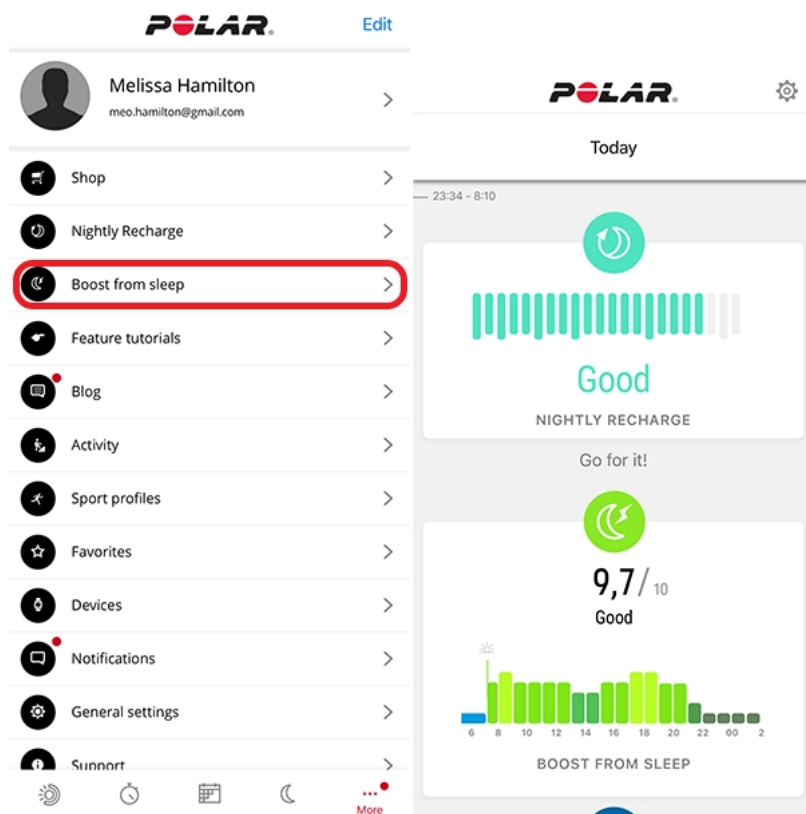 POLAR.
Edit
Melissa Hamilton
meo.hamilton@gmail.com
Shop
Nightly Recharge
Boost from sleep
Feature tutorials
Blog
Activity
Sport profiles
Favorites
Devices
Notifications
General settings
Support
More
POLAR.
Today
23:34 - 8:10
Good
NIGHTLY RECHARGE
Go for it!
9,7/ 10
Good
6 8 10 12 14 16 18 20 22 00 2
BOOST FROM SLEEP